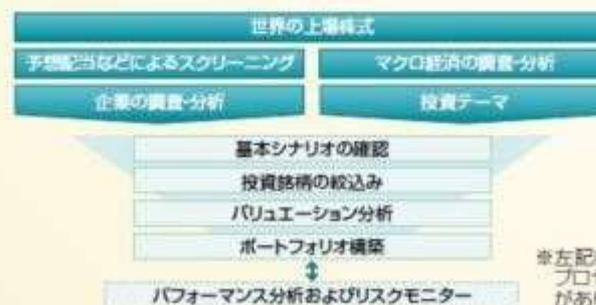 世界の上場株式
予想配当などによるスクリーニング
マクロ経済の調査・分析
企業の調査・分析
投資テーマ
基本シナリオの確認
投資銘柄の絞込み
バリュエーション分析
ポートフォリオ構築
パフォーマンス分析およびリスクモニター
※左記
プロセ
があ